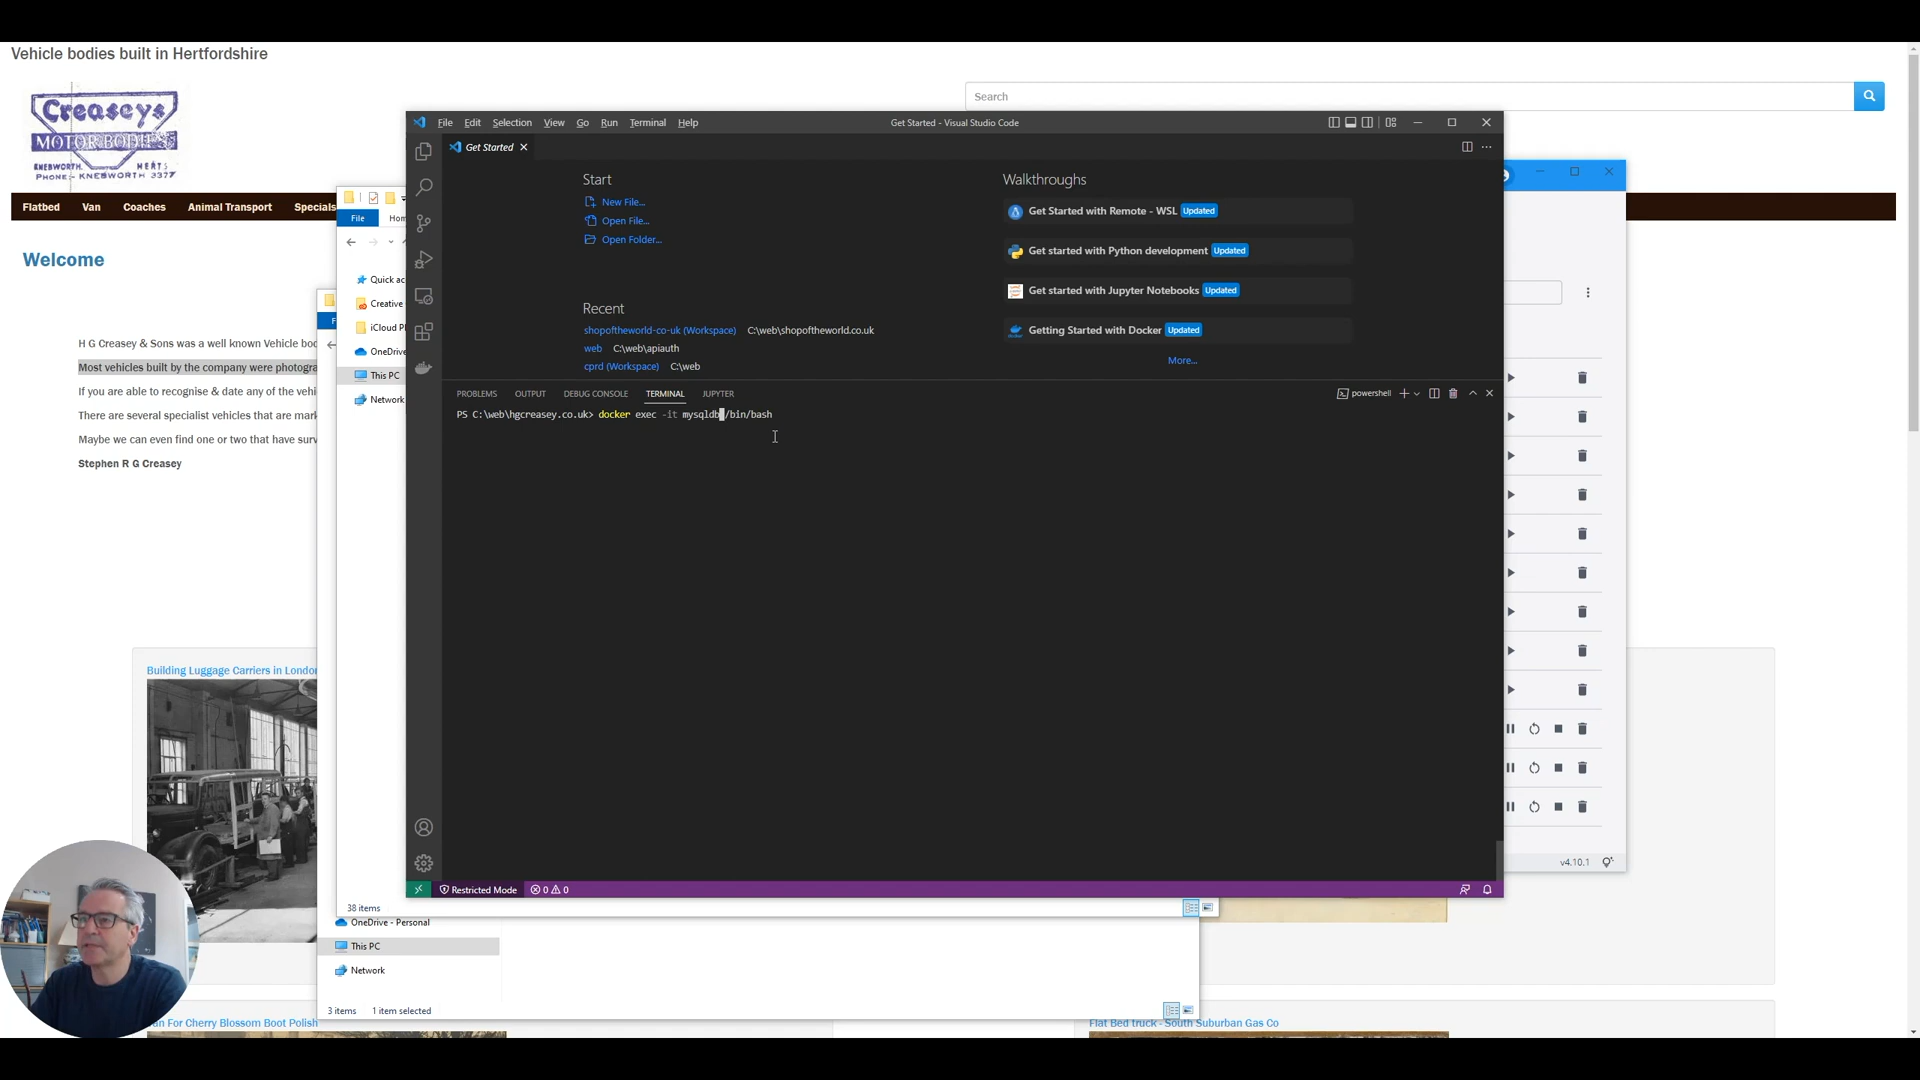 Vehicle bodies built in Hertfordshire
Creaseys
MOTOR BODIES
KNEBWORTH HERTS
PHONE:- KNEBWORTH 3377
Search
Flatbed Van Coaches Animal Transport Specials
Welcome
H G Creasey & Sons was a well known Vehicle bod
Most vehicles built by the company were photogra
If you are able to recognise & date any of the vehi
There are several specialist vehicles that are mark
Maybe we can even find one or two that have surv
Stephen R G Creasey
Building Luggage Carriers in London
an For Cherry Blossom Boot Polish
Flat Bed truck - South Suburban Gas Co
File Hom
Quick ac
Creative
iCloud Ph
OneDrive
This PC
Network
38 items
OneDrive - Personal
This PC
Network
3 items 1 item selected
File Edit Selection View Go Run Terminal Help
Get Started - Visual Studio Code
Get Started
Start
New File...
Open File...
Open Folder...
Recent
shopoftheworld-co-uk (Workspace) C:\web\shopoftheworld.co.uk
web C:\web\apiauth
cprd (Workspace) C:\web
Walkthroughs
Get Started with Remote - WSL Updated
Get started with Python development Updated
Get started with Jupyter Notebooks Updated
Getting Started with Docker Updated
More...
PROBLEMS OUTPUT DEBUG CONSOLE TERMINAL JUPYTER
powershell
PS C:\web\hgcreasey.co.uk> docker exec -it mysqldb /bin/bash
Restricted Mode 0 0
v4.10.1